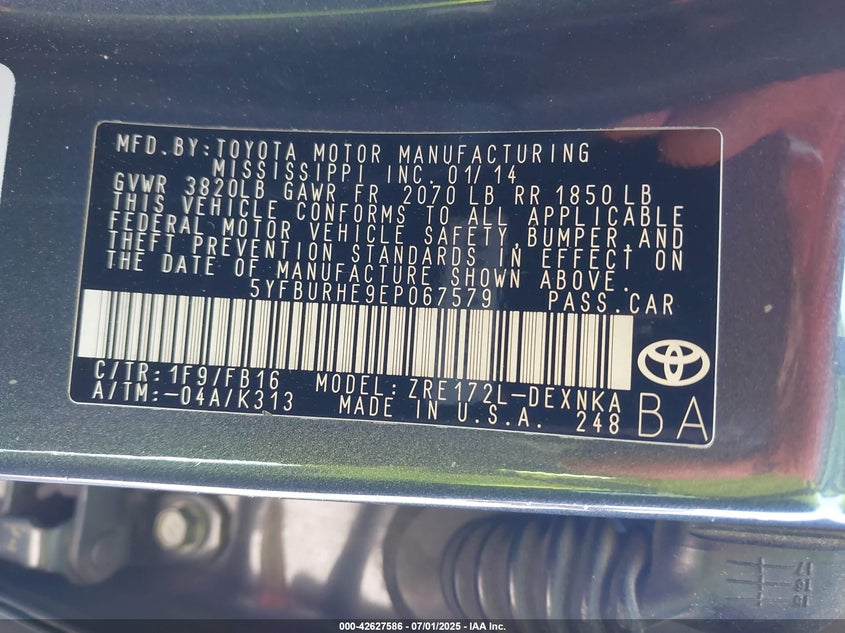 MFD.BY:TOYOTA MOTOR MANUFACTURING
MISSISSIPPI INC. 01/14
GVWR 3820LB GAWR FR 2070 LB RR 1850 LB
THIS VEHICLE CONFORMS TO ALL APPLICABLE
FEDERAL MOTOR VEHICLE SAFETY,BUMPER,AND
THEFT PREVENTION STANDARDS IN EFFECT ON
THE DATE OF MANUFACTURE SHOWN ABOVE.
5YFBURHE9EP067579 PASS.CAR
C/TR:1F9/FB16 MODEL:ZRE172L-DEXNKA
A/TM:-04A/K313 MADE IN U.S.A. 248
BA
000-42627586 - 07/01/2025 - IAA Inc.